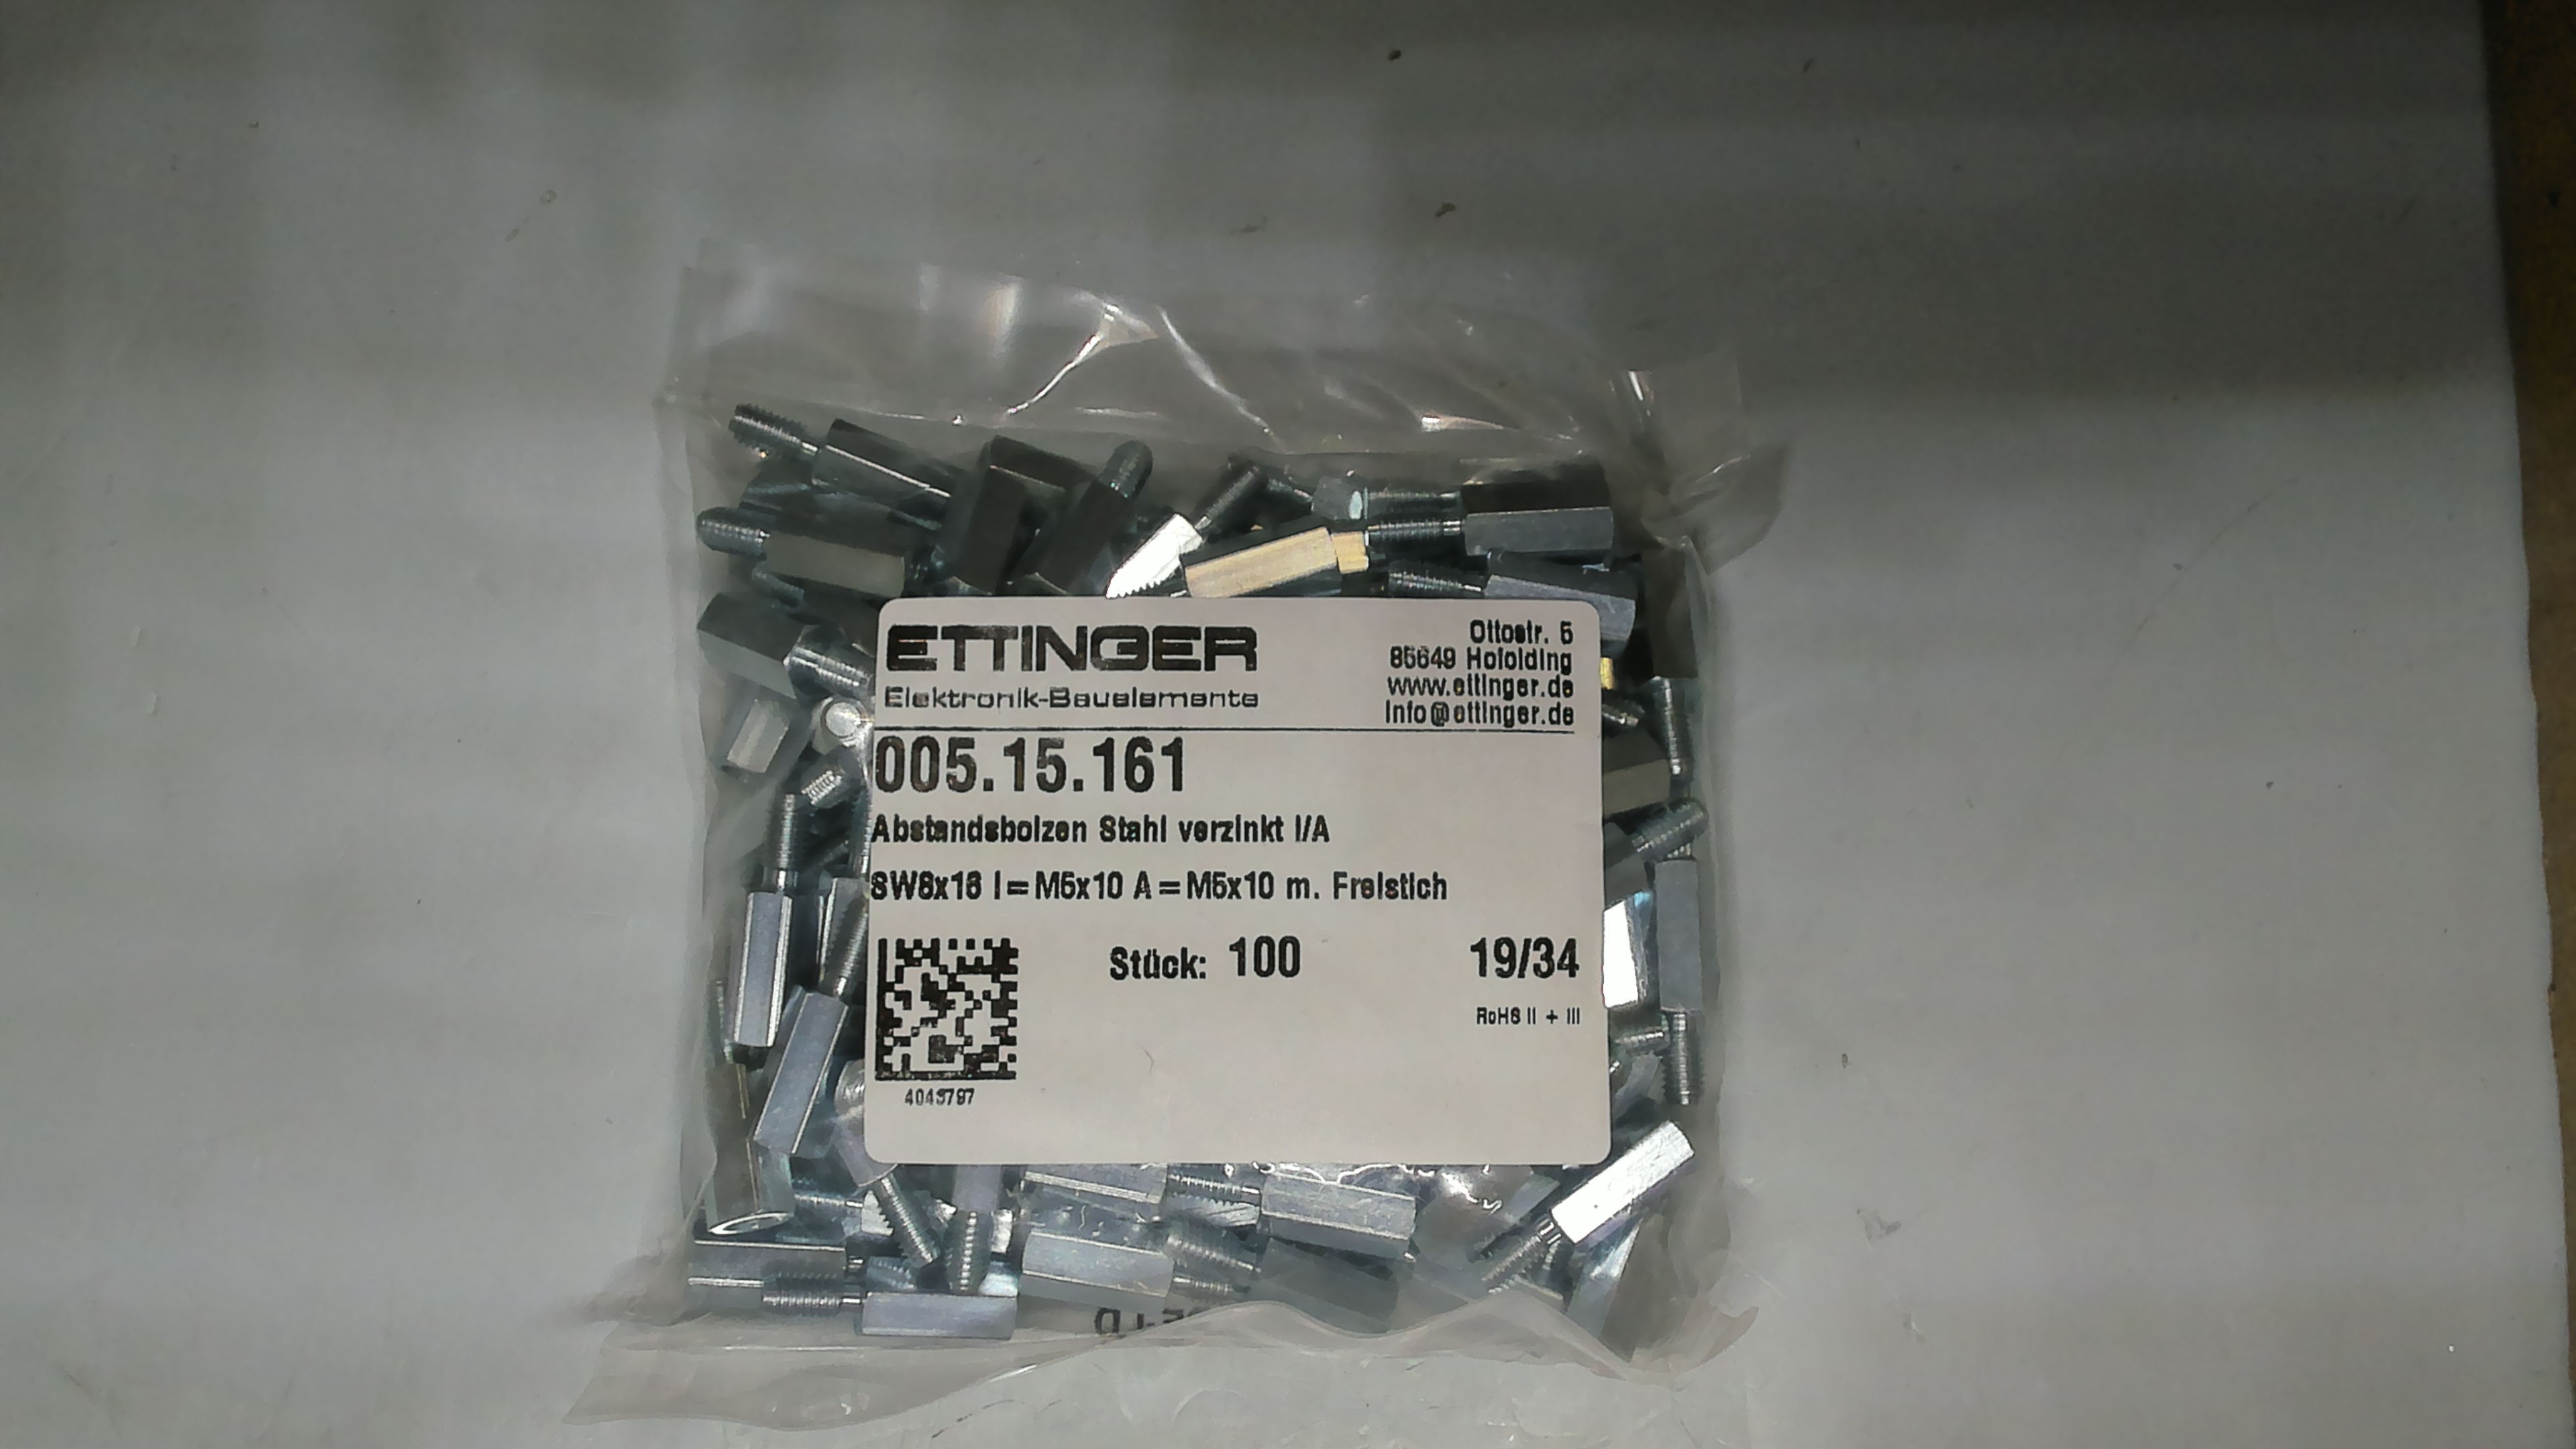 ETTINGER
Elektronik-Bauelemente
Ottostr. 5
85649 Hofolding
www.ettinger.de
info@ettinger.de
005.15.161
Abstandsbolzen Stahl verzinkt I/A
SW8x16 I=M5x10 A=M5x10 m. Freistich
Stück: 100
19/34
RoHS II + III